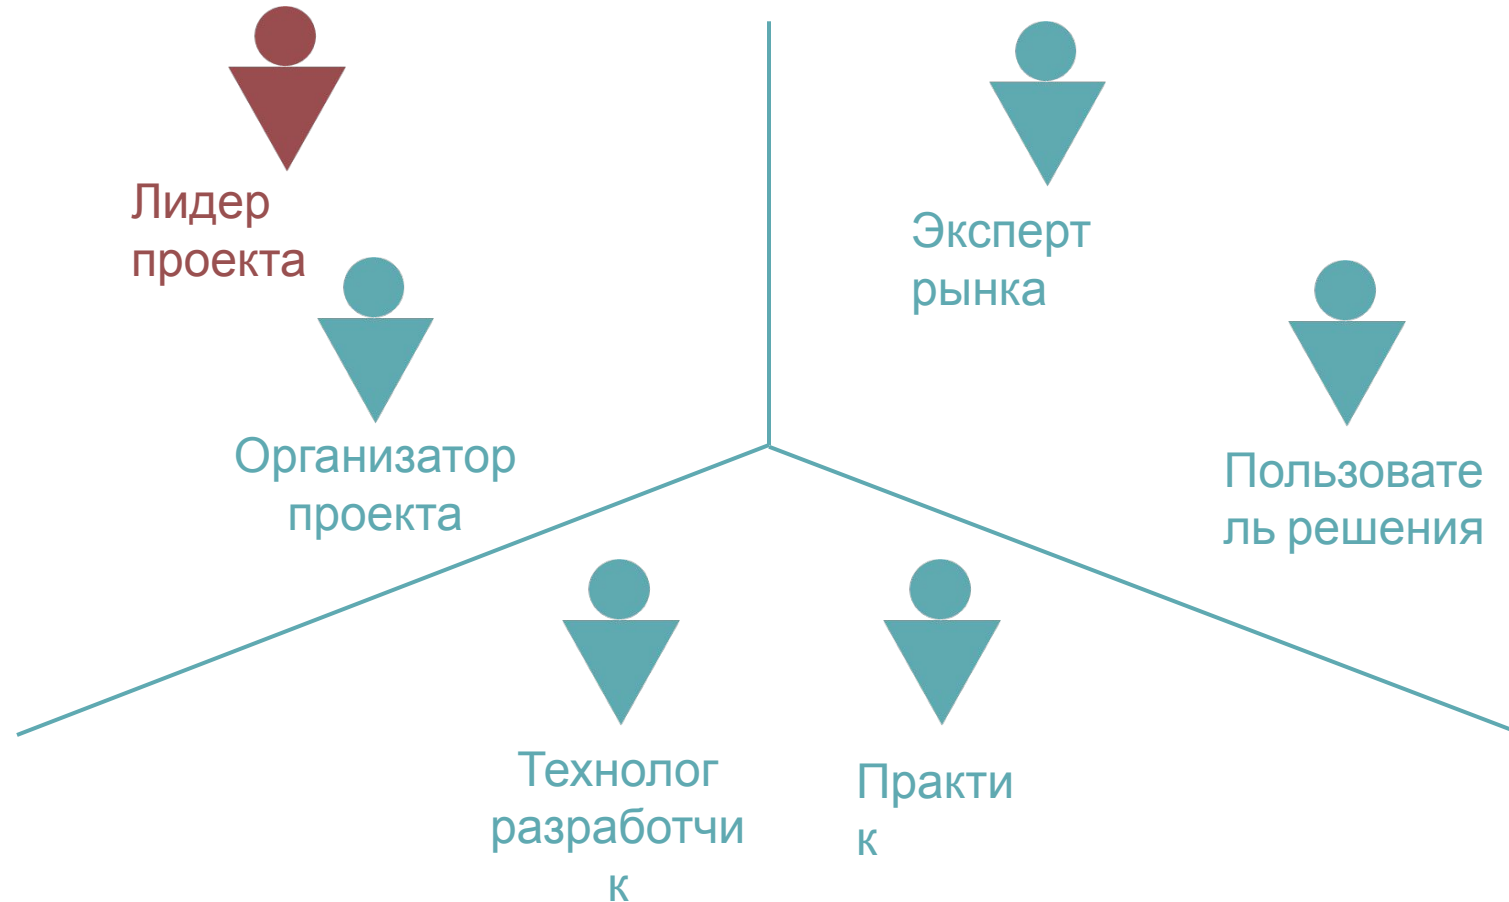 Лидер
проекта
Организатор
проекта
Эксперт
рынка
Пользовате
ль решения
Технолог
разработчи
к
Практи
к